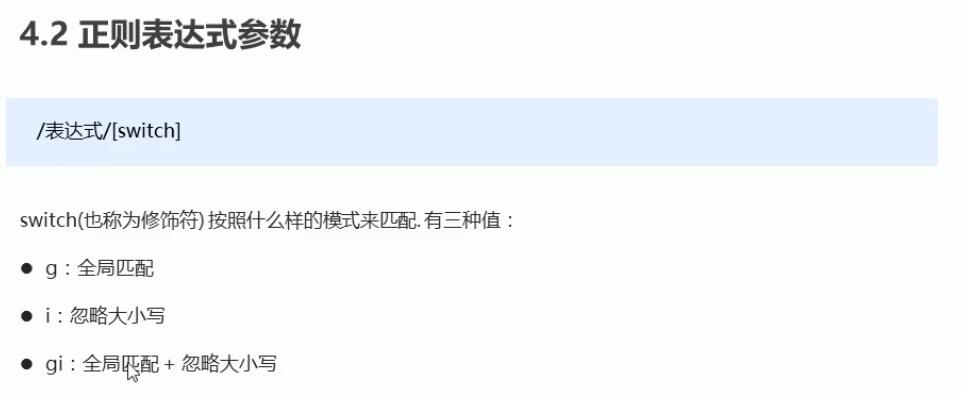 4.2 正则表达式参数
/表达式/[switch]
switch(也称为修饰符) 按照什么样的模式来匹配. 有三种值：
● g：全局匹配
● i：忽略大小写
● gi：全局匹配 + 忽略大小写